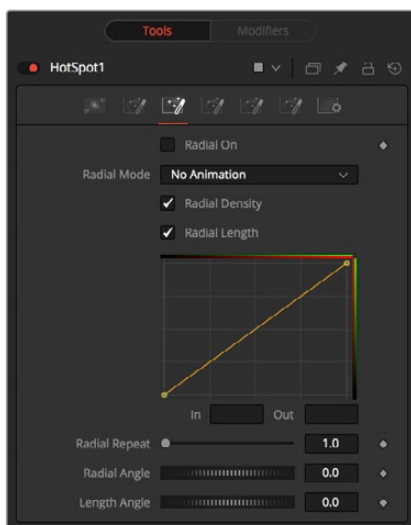 Tools Modifiers
HotSpot1
Radial On
Radial Mode No Animation
Radial Density
Radial Length
In Out
Radial Repeat 1.0
Radial Angle 0.0
Length Angle 0.0